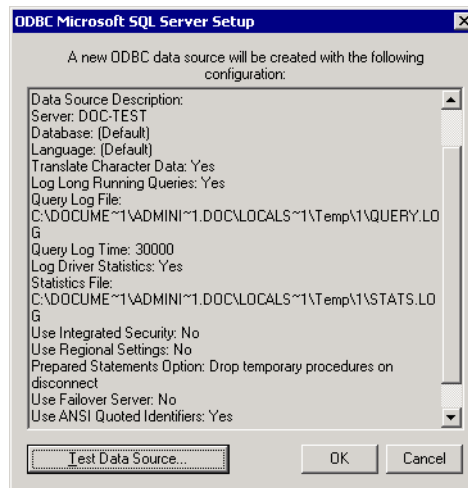 ODBC Microsoft SQL Server Setup
A new ODBC data source will be created with the following
configuration:
Data Source Description:
Server: DOC-TEST
Database: (Default)
Language: (Default)
Translate Character Data: Yes
Log Long Running Queries: Yes
Query Log File:
C:\DOCUME~1\ADMINI~1.DOC\LOCALS~1\Temp\1\QUERY.LO
G
Query Log Time: 30000
Log Driver Statistics: Yes
Statistics File:
C:\DOCUME~1\ADMINI~1.DOC\LOCALS~1\Temp\1\STATS.LO
G
Use Integrated Security: No
Use Regional Settings: No
Prepared Statements Option: Drop temporary procedures on
disconnect
Use Failover Server: No
Use ANSI Quoted Identifiers: Yes
Test Data Source... OK Cancel